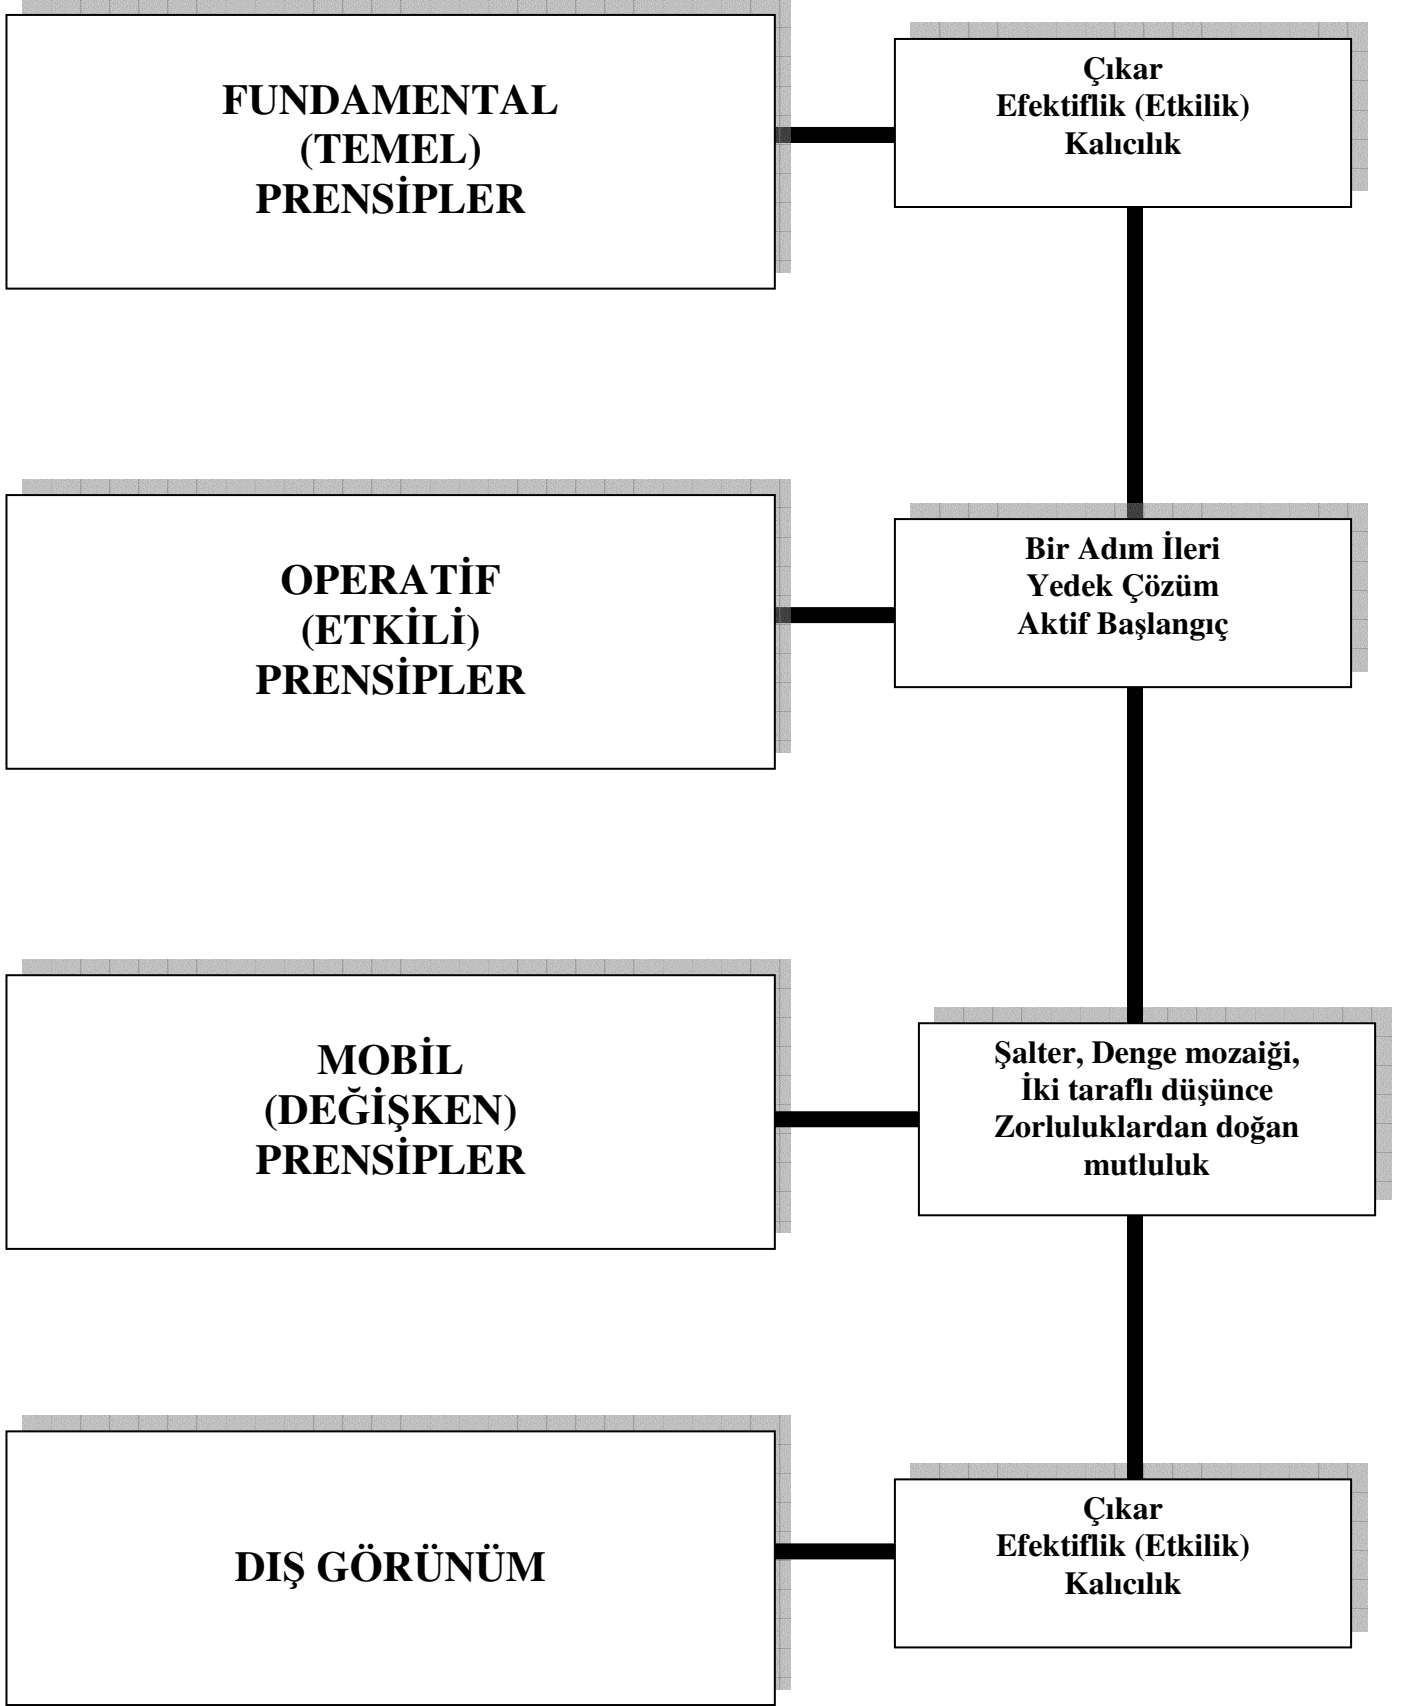 FUNDAMENTAL
(TEMEL)
PRENSİPLER
Çıkar
Efektiflik (Etkilik)
Kalıcılık
OPERATİF
(ETKİLİ)
PRENSİPLER
Bir Adım İleri
Yedek Çözüm
Aktif Başlangıç
MOBİL
(DEĞİŞKEN)
PRENSİPLER
Şalter, Denge mozaiği,
İki taraflı düşünce
Zorluluklardan doğan
mutluluk
DIŞ GÖRÜNÜM
Çıkar
Efektiflik (Etkilik)
Kalıcılık